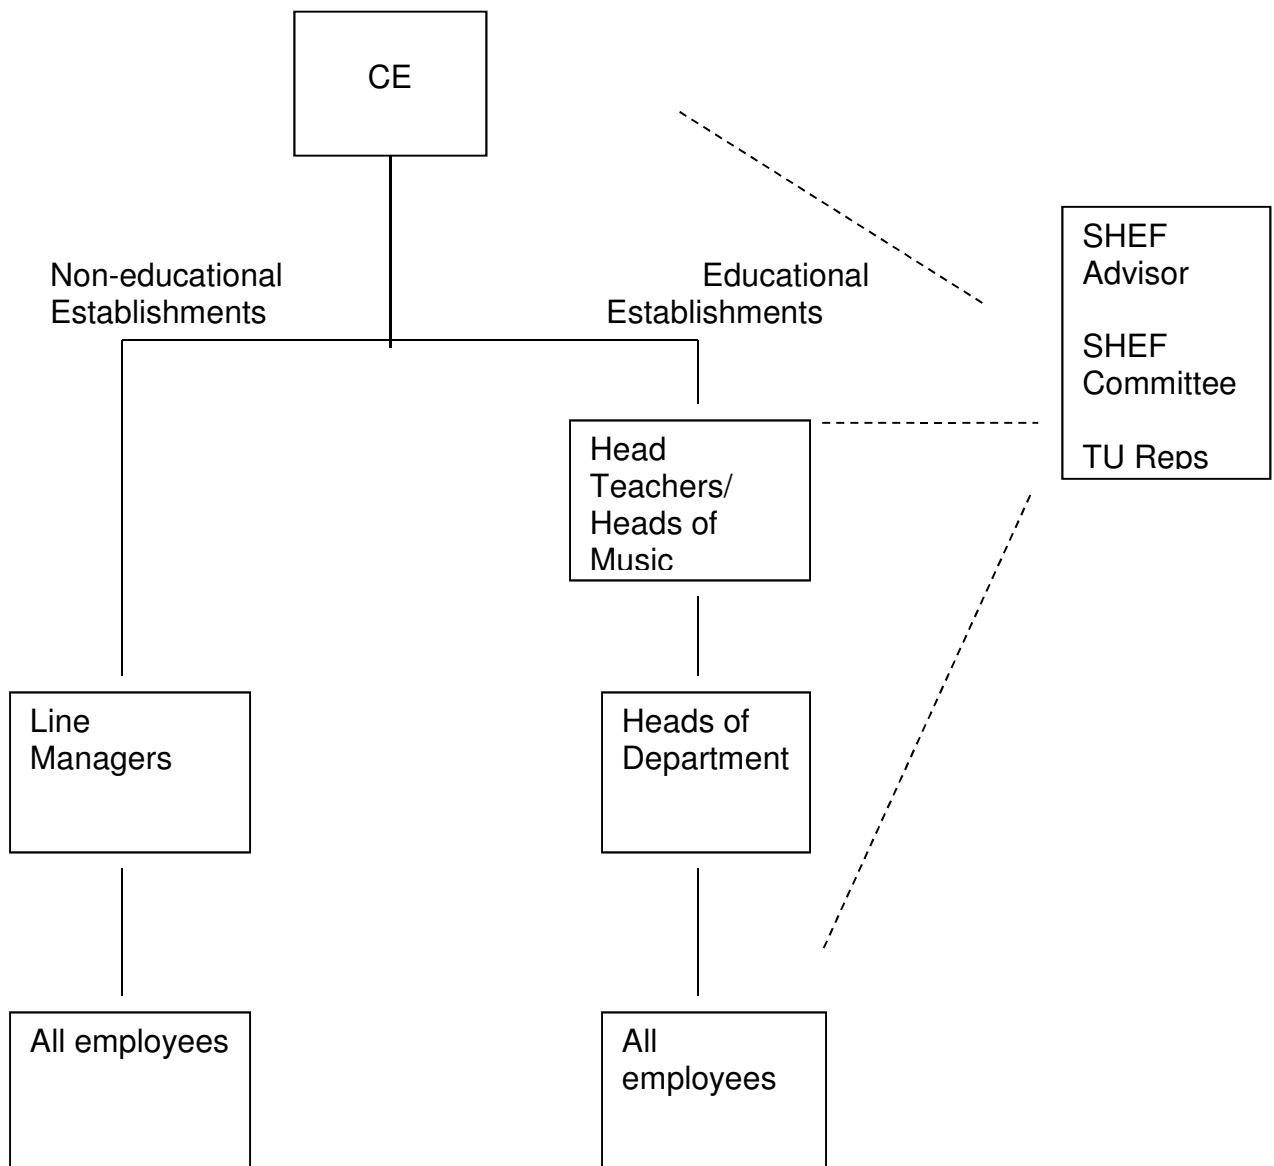 CE
Non-educational
Establishments
Educational
Establishments
SHEF
Advisor
SHEF
Committee
TU Reps
Head
Teachers/
Heads of
Music
Line
Managers
Heads of
Department
All employees
All
employees